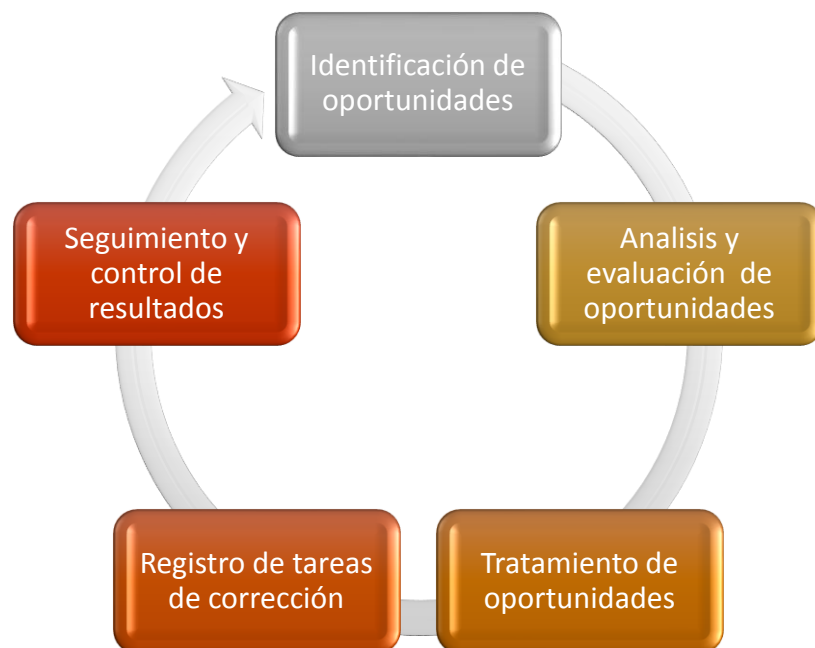 Identificación de
oportunidades
Analisis y
evaluación  de
oportunidades
Tratamiento de
oportunidades
Registro de tareas
de corrección
Seguimiento y
control de
resultados